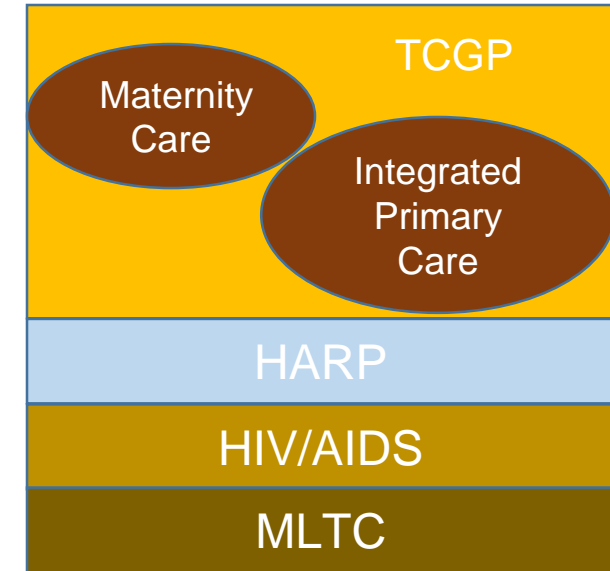 TCGP
Maternity
Care
Integrated
Primary
Care
HARP
HIV/AIDS
MLTC